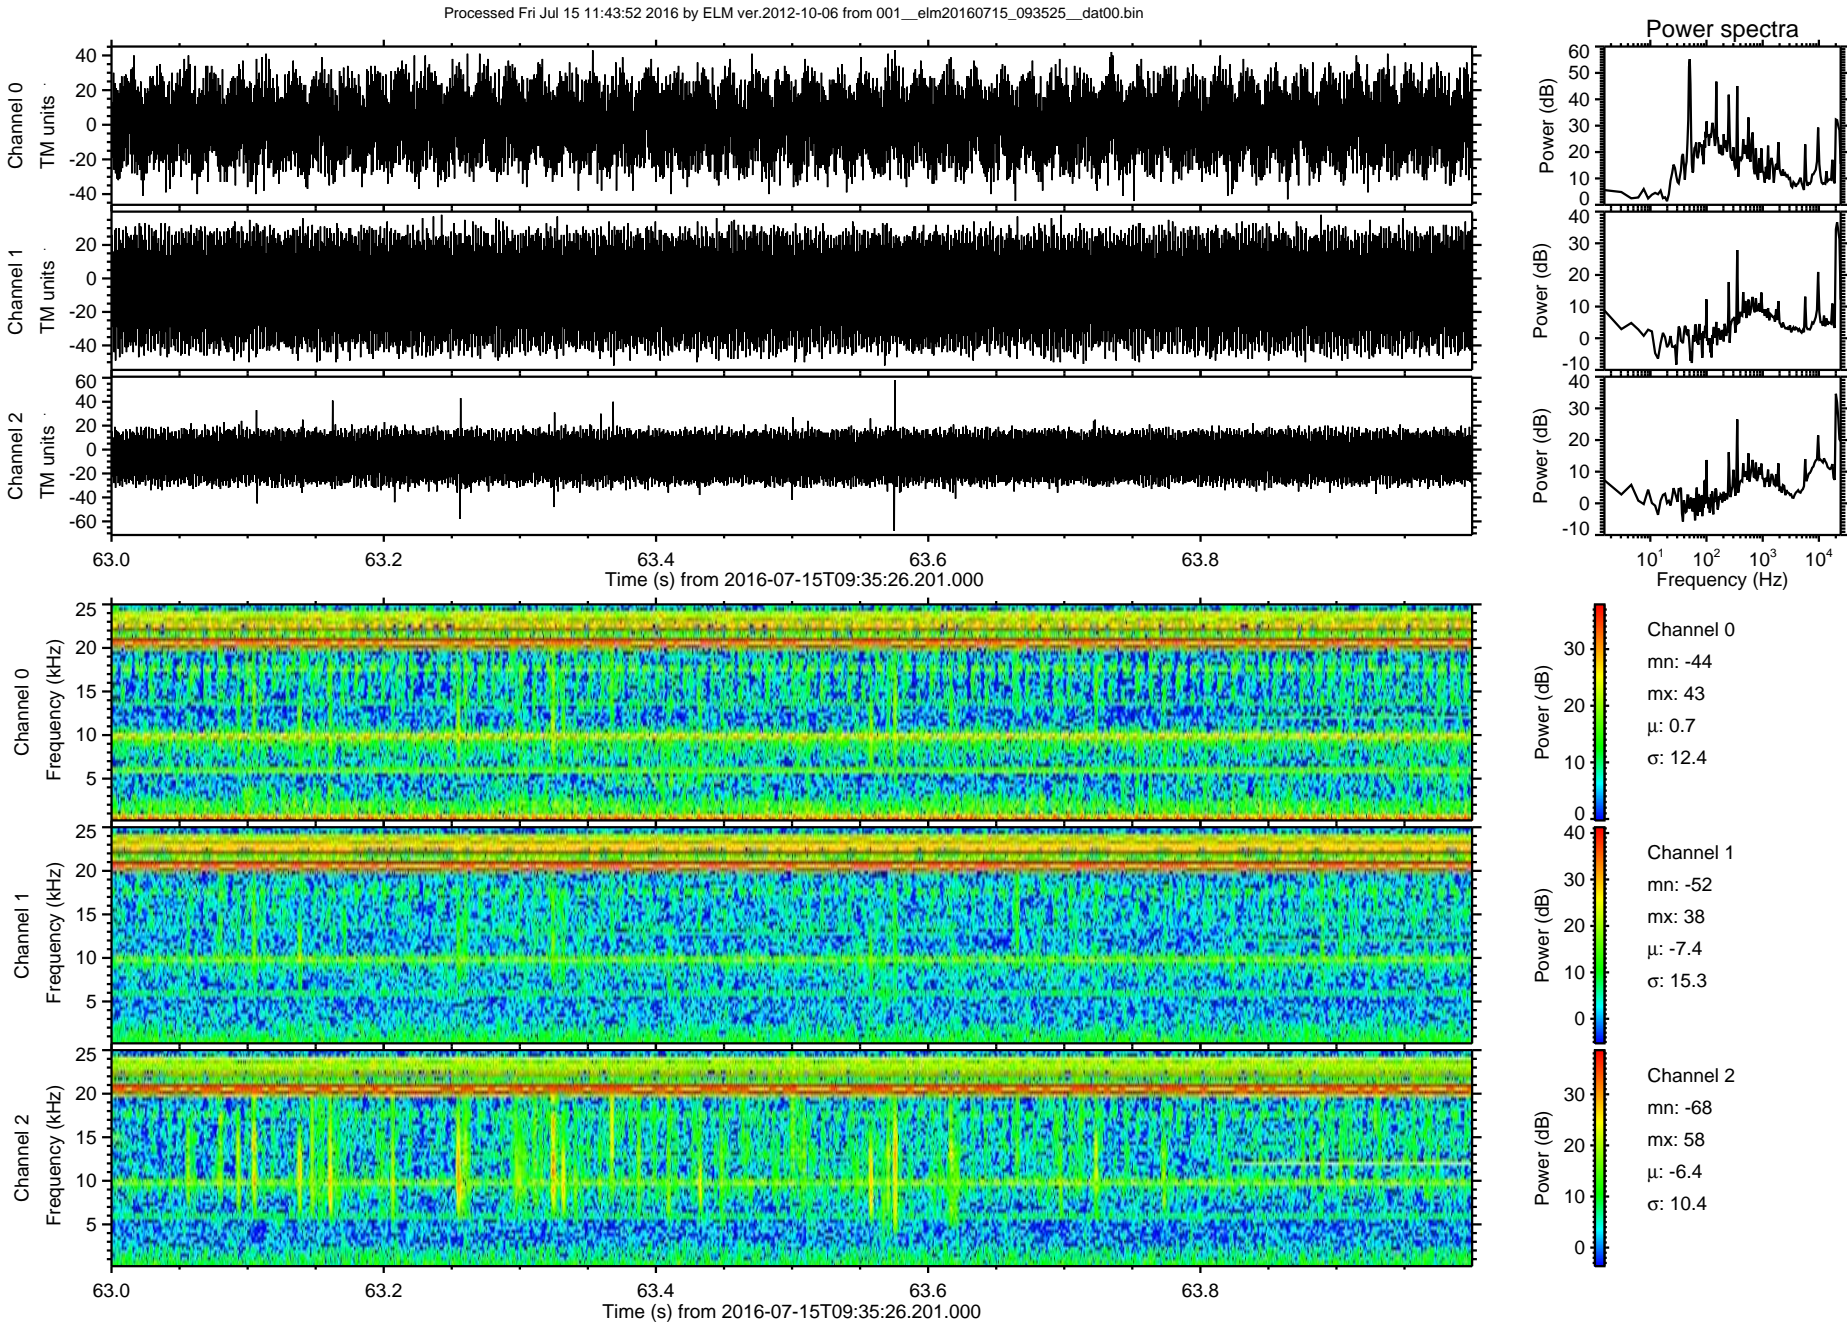 Processed Fri Jul 15 11:43:52 2016 by ELM ver.2012-10-06 from 001__elm20160715_093525__dat00.bin
Power spectra
Channel 0
TM units
40
20
0
-20
-40
Power (dB)
60
50
40
30
20
10
0
Channel 1
TM units
20
0
-20
-40
Power (dB)
40
30
20
10
0
-10
Channel 2
TM units
60
40
20
0
-20
-40
-60
Power (dB)
40
30
20
10
0
-10
63.0 63.2 63.4 63.6 63.8
Time (s) from 2016-07-15T09:35:26.201.000
10^1 10^2 10^3 10^4
Frequency (Hz)
Channel 0
Frequency (kHz)
25
20
15
10
5
Power (dB)
30
20
10
0
Channel 0
mn: -44
mx: 43
μ: 0.7
σ: 12.4
Channel 1
Frequency (kHz)
25
20
15
10
5
Power (dB)
40
30
20
10
0
Channel 1
mn: -52
mx: 38
μ: -7.4
σ: 15.3
Channel 2
Frequency (kHz)
25
20
15
10
5
Power (dB)
30
20
10
0
Channel 2
mn: -68
mx: 58
μ: -6.4
σ: 10.4
63.0 63.2 63.4 63.6 63.8
Time (s) from 2016-07-15T09:35:26.201.000